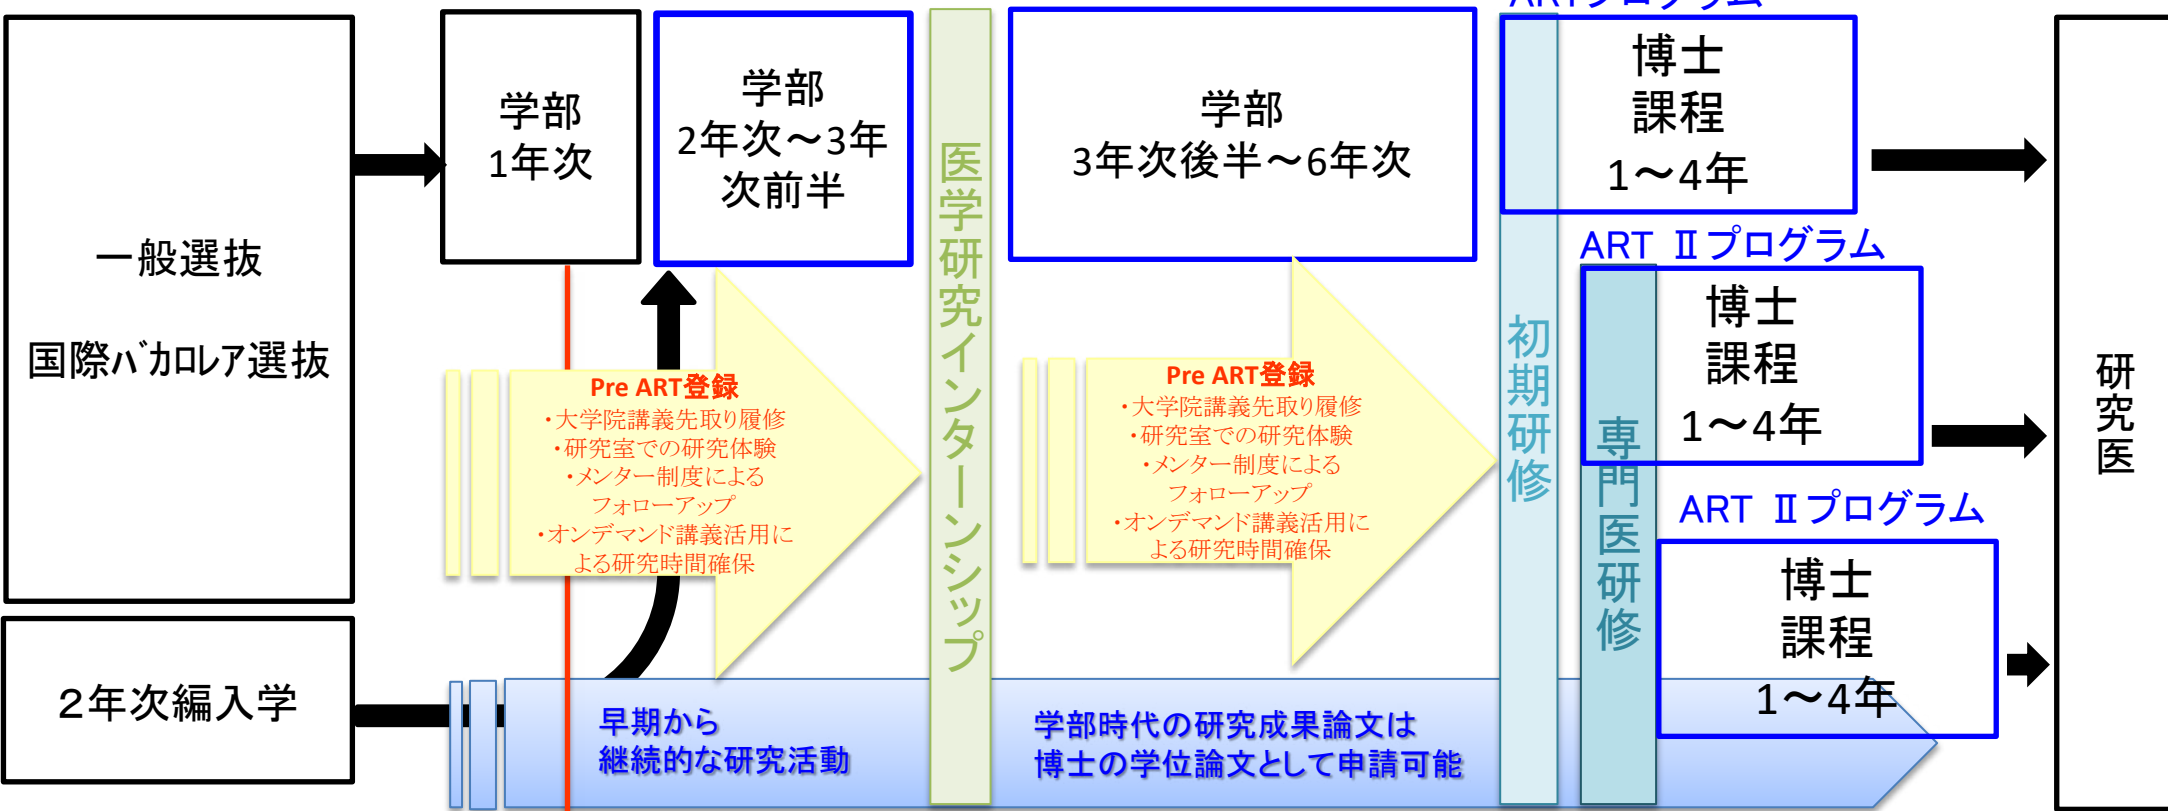 一般選抜
国際バカロレア選抜
2年次編入学
学部
1年次
学部
2年次～3年
次前半
Pre ART登録
・大学院講義先取り履修
・研究室での研究体験
・メンター制度による
フォローアップ
・オンデマンド講義活用に
よる研究時間確保
早期から
継続的な研究活動
医学研究インターンシップ
学部
3年次後半～6年次
Pre ART登録
・大学院講義先取り履修
・研究室での研究体験
・メンター制度による
フォローアップ
・オンデマンド講義活用に
よる研究時間確保
学部時代の研究成果論文は
博士の学位論文として申請可能
初期研修
専門医研修
ARTプログラム
博士
課程
1～4年
ART Ⅱプログラム
博士
課程
1～4年
ART Ⅱプログラム
博士
課程
1～4年
研究医